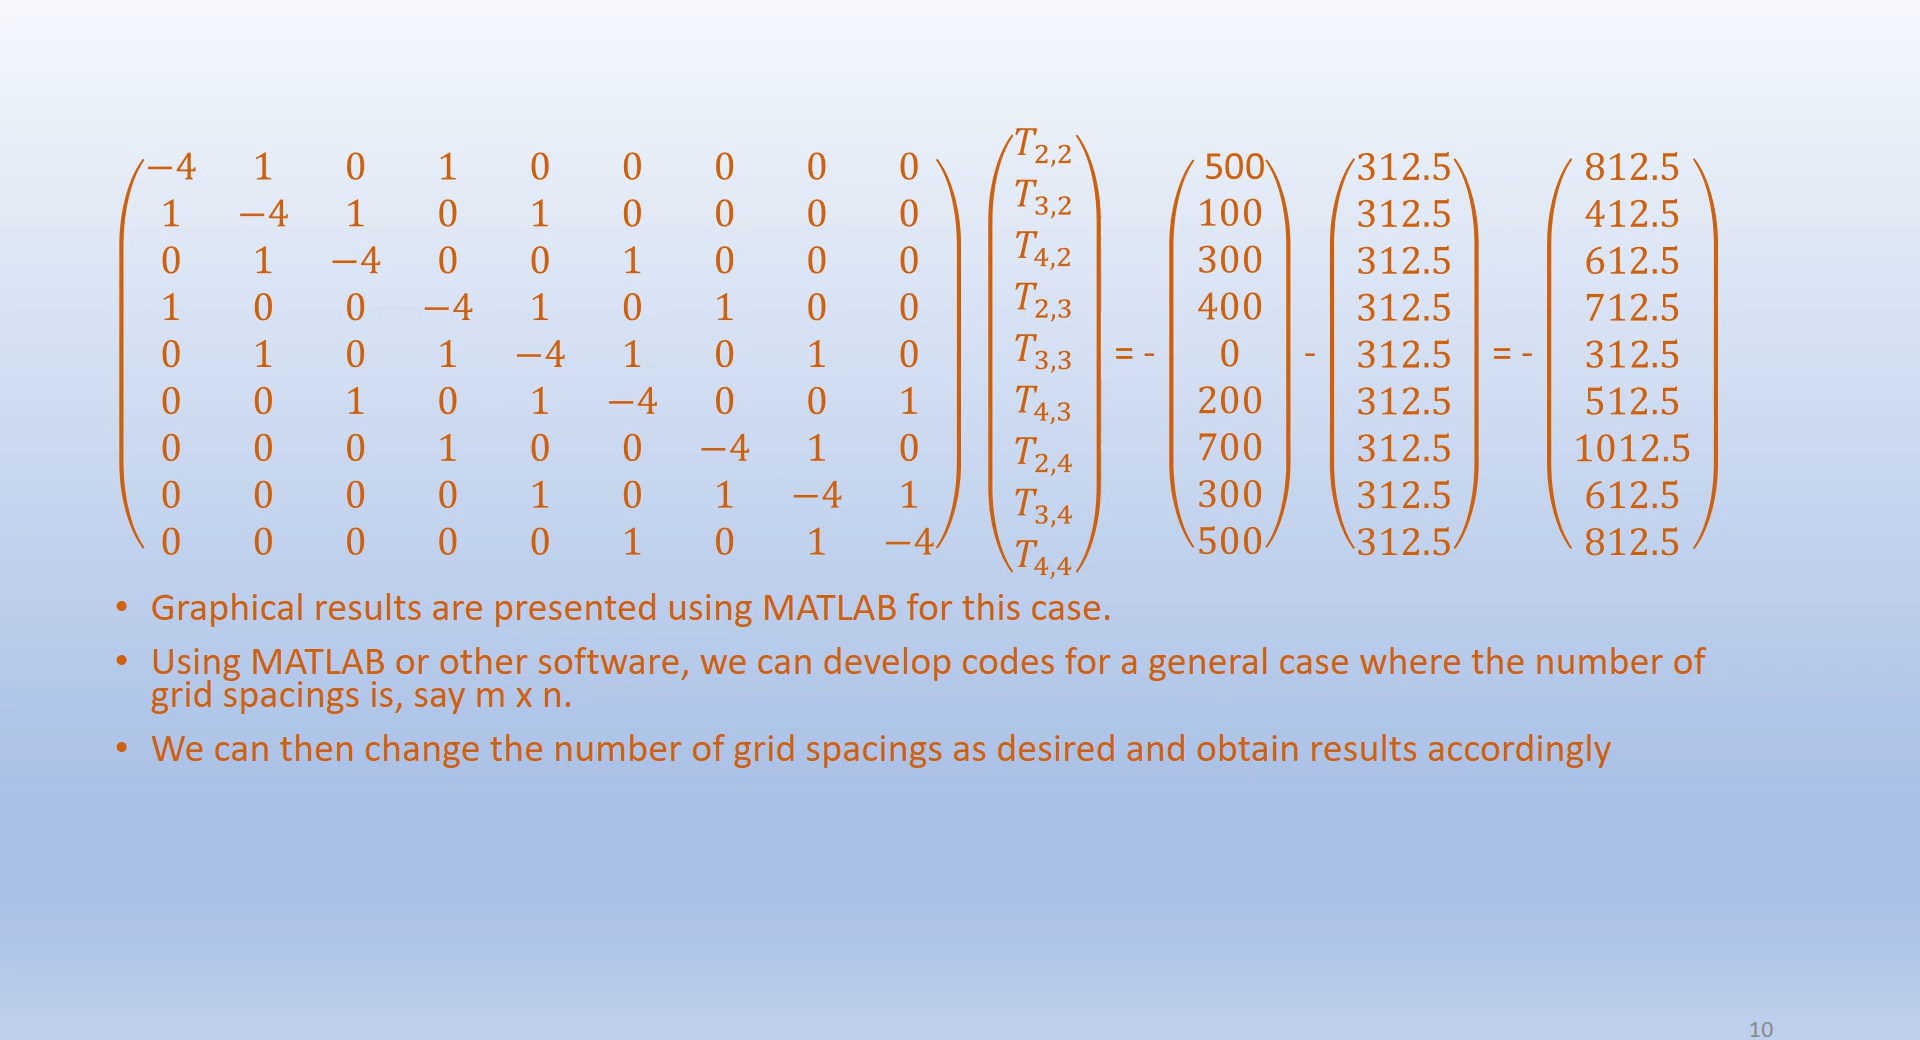 −4 1 0 1 0 0 0 0 0 T2,2 500 312.5 812.5
1 −4 1 0 1 0 0 0 0 T3,2 100 312.5 412.5
0 1 −4 0 0 1 0 0 0 T4,2 300 312.5 612.5
1 0 0 −4 1 0 1 0 0 T2,3 400 312.5 712.5
0 1 0 1 −4 1 0 1 0 T3,3 = - 0 - 312.5 = - 312.5
0 0 1 0 1 −4 0 0 1 T4,3 200 312.5 512.5
0 0 0 1 0 0 −4 1 0 T2,4 700 312.5 1012.5
0 0 0 0 1 0 1 −4 1 T3,4 300 312.5 612.5
0 0 0 0 0 1 0 1 −4 T4,4 500 312.5 812.5
• Graphical results are presented using MATLAB for this case.
• Using MATLAB or other software, we can develop codes for a general case where the number of
grid spacings is, say m x n.
• We can then change the number of grid spacings as desired and obtain results accordingly
10